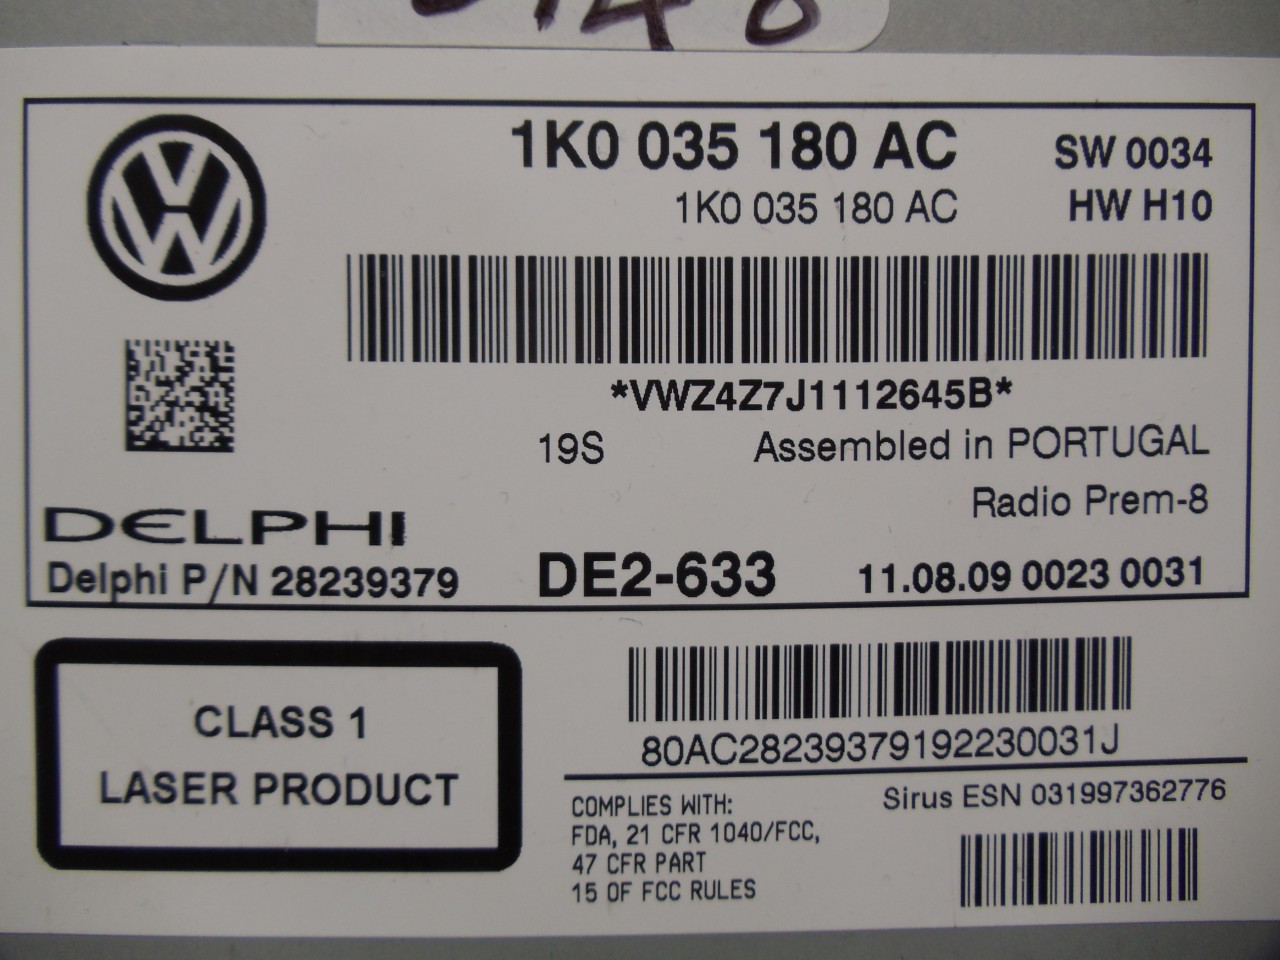 1K0 035 180 AC
SW 0034
1K0 035 180 AC
HW H10
*VWZ4Z7J1112645B*
19S
Assembled in PORTUGAL
Radio Prem-8
DELPHI
Delphi P/N 28239379
DE2-633
11.08.09 0023 0031
CLASS 1
LASER PRODUCT
80AC28239379192230031J
Sirus ESN 031997362776
COMPLIES WITH:
FDA, 21 CFR 1040/FCC,
47 CFR PART
15 OF FCC RULES